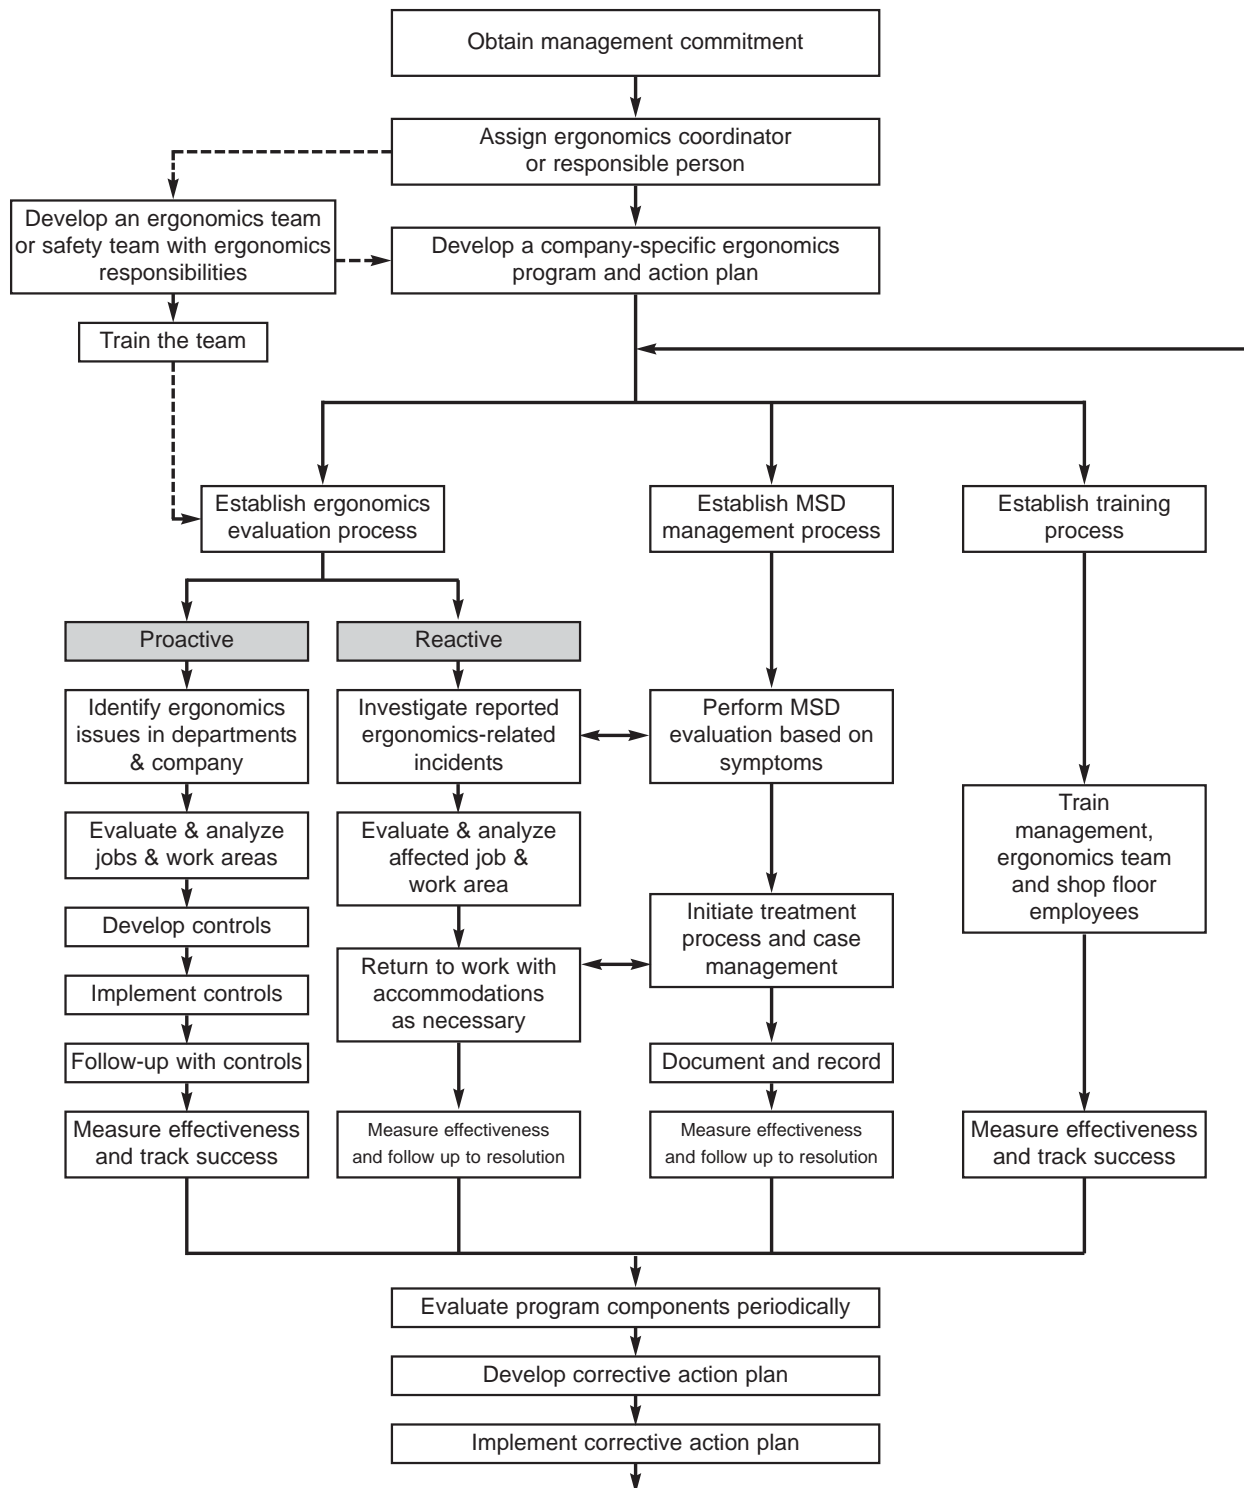 Obtain management commitment
Assign ergonomics coordinator
or responsible person
Develop an ergonomics team
or safety team with ergonomics
responsibilities
Develop a company-specific ergonomics
program and action plan
Train the team
Establish ergonomics
evaluation process
Establish MSD
management process
Establish training
process
Proactive
Reactive
Identify ergonomics
issues in departments
& company
Investigate reported
ergonomics-related
incidents
Perform MSD
evaluation based on
symptoms
Evaluate & analyze
jobs & work areas
Evaluate & analyze
affected job &
work area
Train
management,
ergonomics team
and shop floor
employees
Develop controls
Initiate treatment
process and case
management
Return to work with
accommodations
as necessary
Implement controls
Follow-up with controls
Document and record
Measure effectiveness
and track success
Measure effectiveness
and follow up to resolution
Measure effectiveness
and follow up to resolution
Measure effectiveness
and track success
Evaluate program components periodically
Develop corrective action plan
Implement corrective action plan